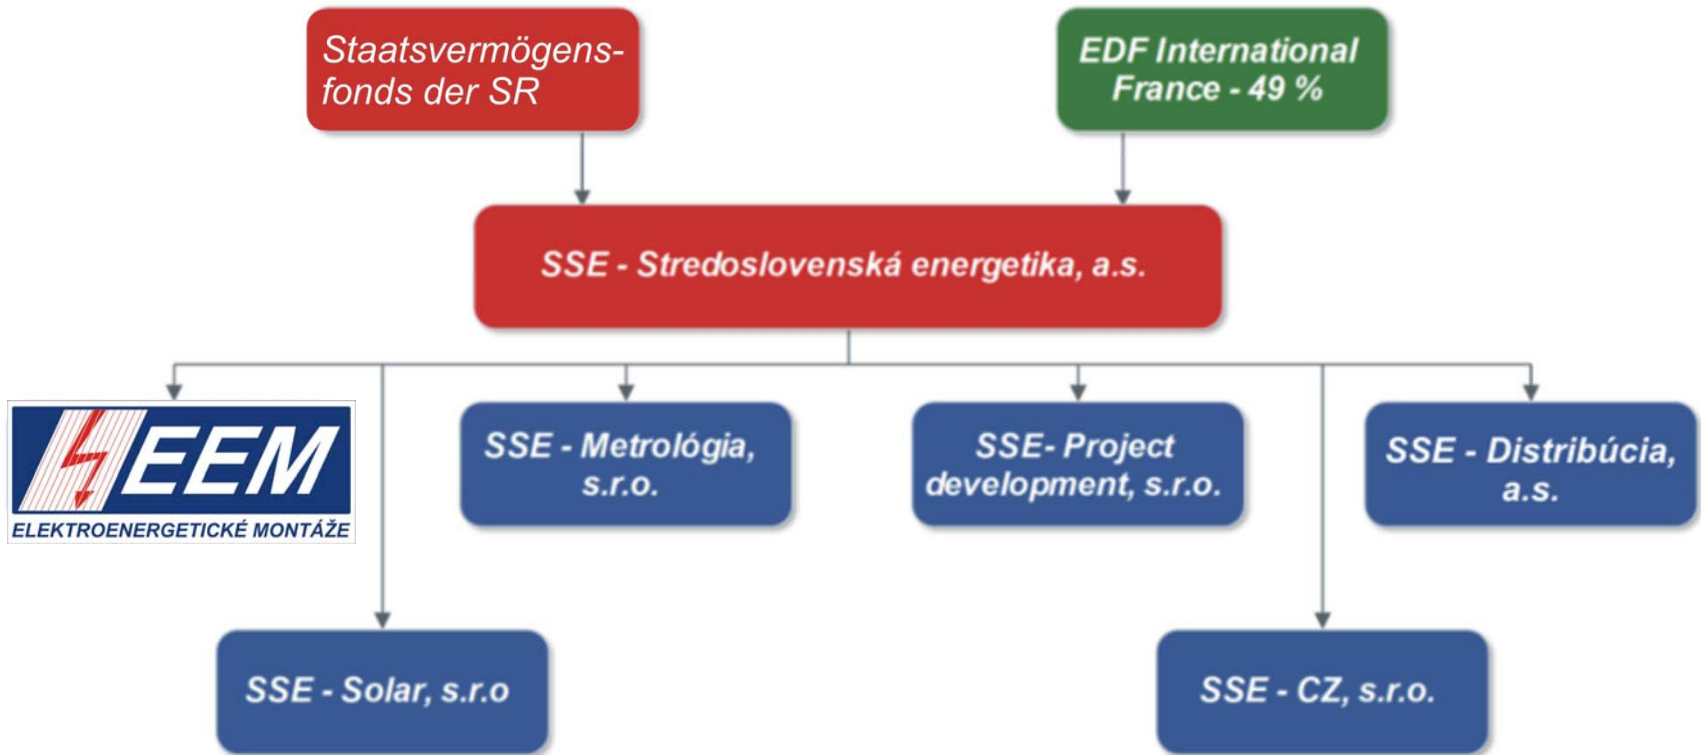 Staatsvermögens-
fonds der SR
EDF International
France - 49 %
SSE - Stredoslovenská energetika, a.s.
EEM
ELEKTROENERGETICKÉ MONTÁŽE
SSE - Metrológia,
s.r.o.
SSE- Project
development, s.r.o.
SSE - Distribúcia,
a.s.
SSE - Solar, s.r.o
SSE - CZ, s.r.o.